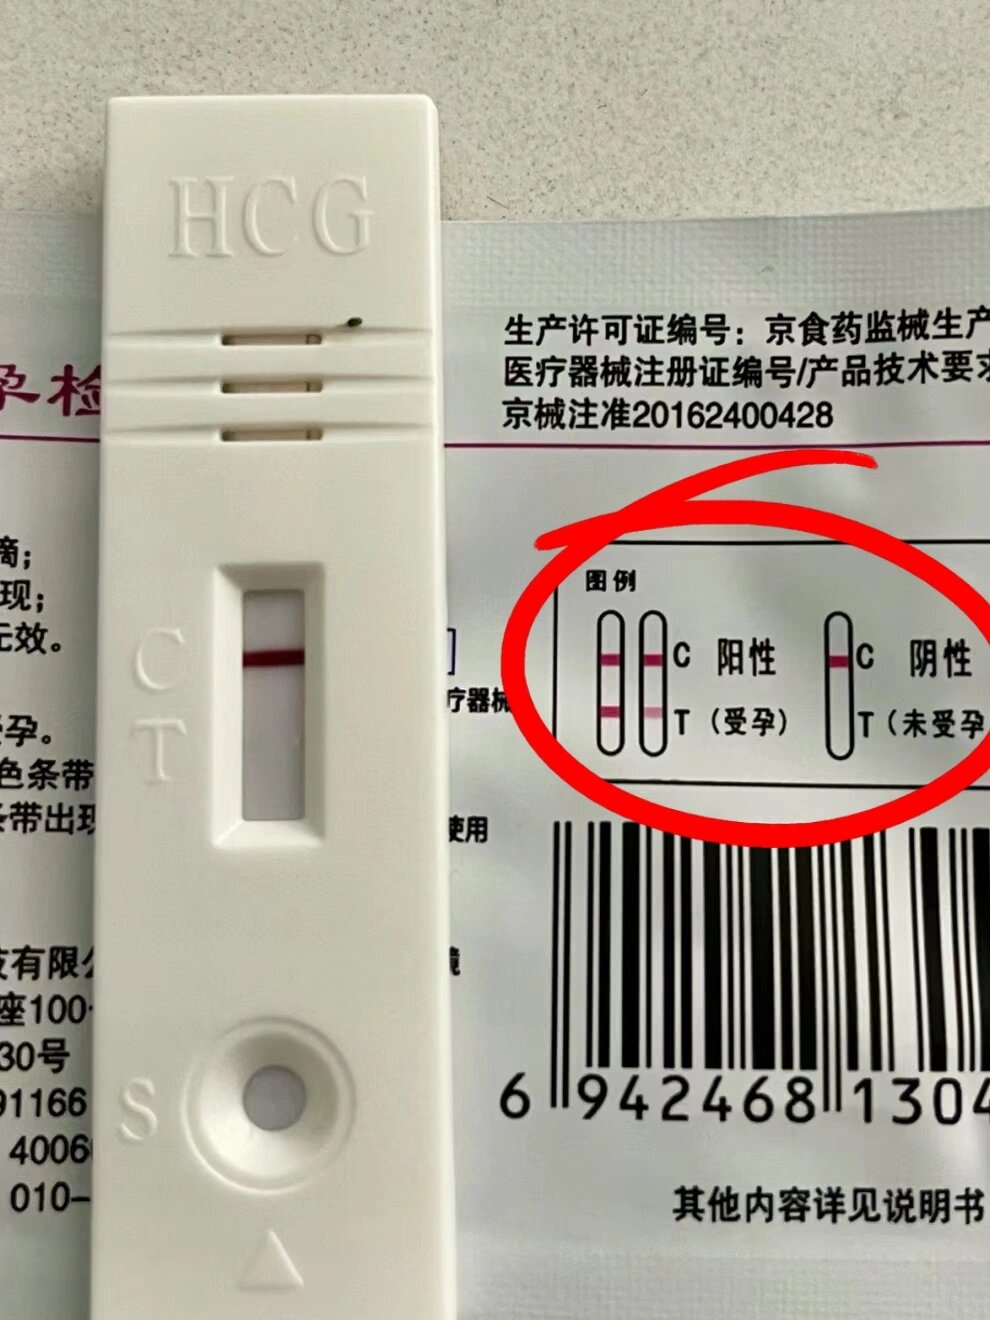 HCG
生产许可证编号：京食药监械生产
医疗器械注册证编号/产品技术要求
京械注准20162400428
孕检
滴；
现；
无效。
图例
C 阳性
T（受孕）
C 阴性
T（未受孕
C
T
疗器械
受孕。
色条带
条带出现
使用
技有限公
座100
30号
91166
40060
010-
S
6 942468 1304
其他内容详见说明书